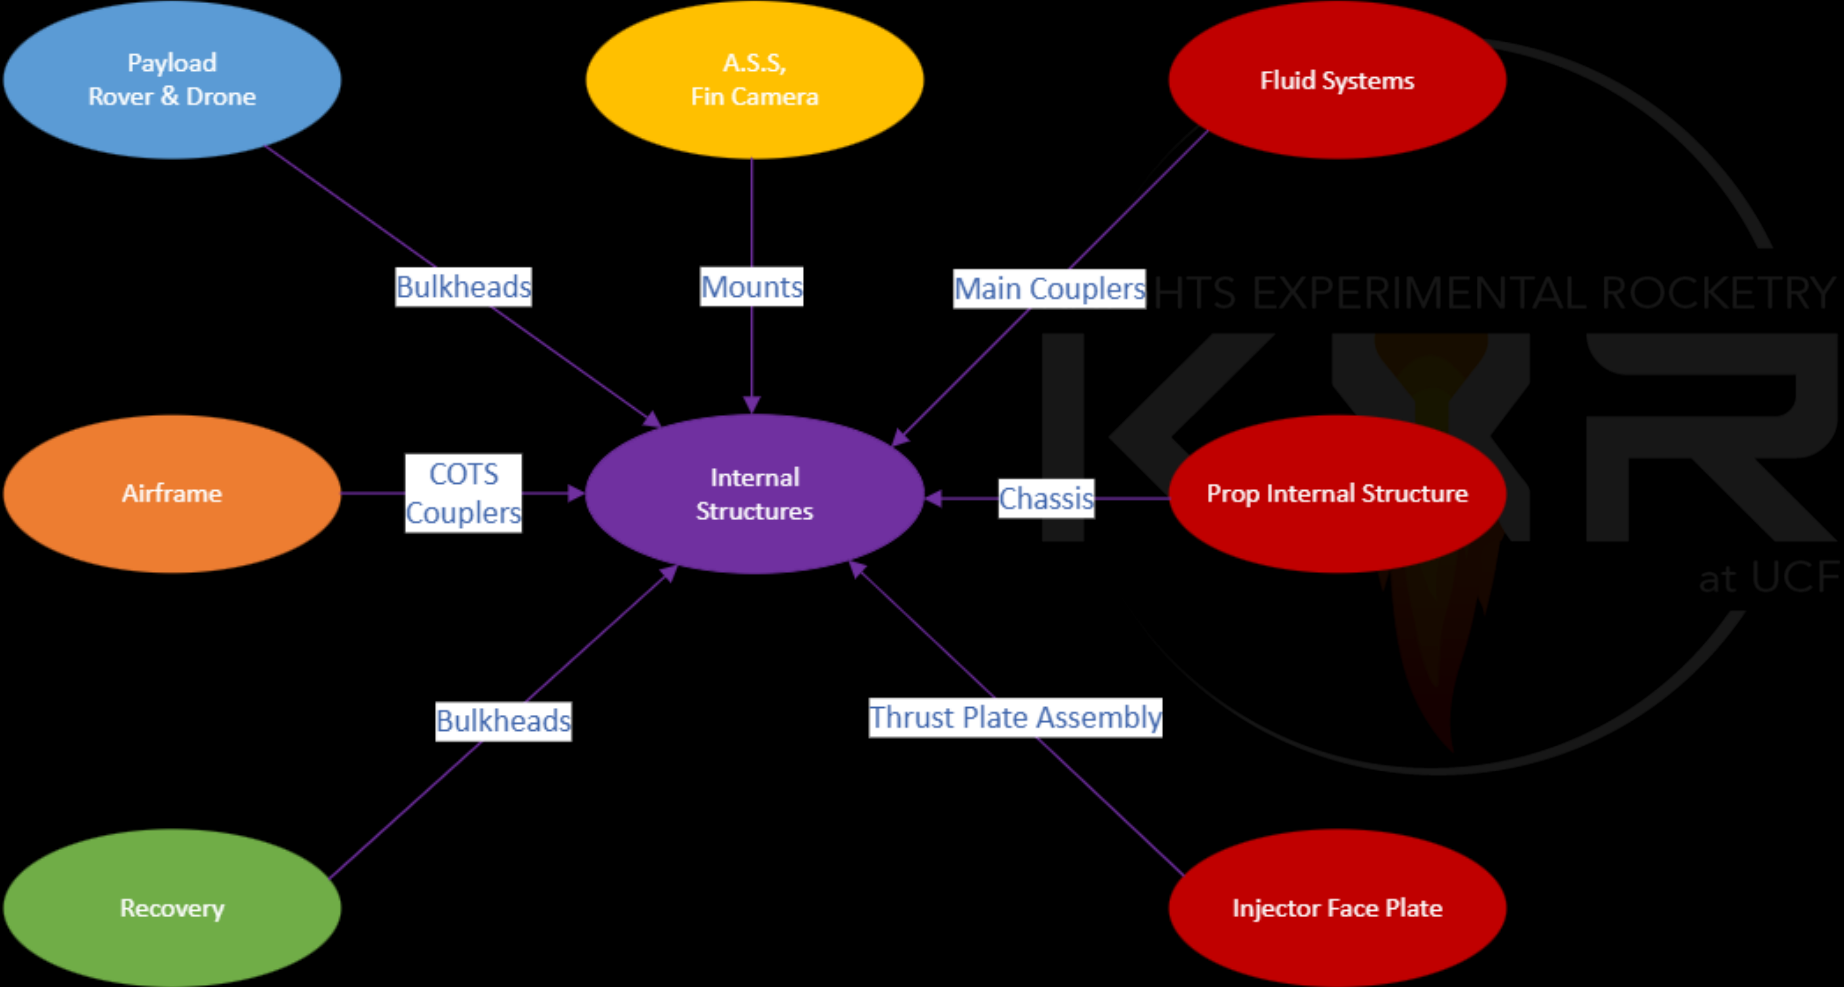 Payload
Rover & Drone
A.S.S,
Fin Camera
Fluid Systems
Bulkheads
Mounts
Main Couplers
HTS EXPERIMENTAL ROCKETRY
KXR
at UCF
Airframe
COTS
Couplers
Internal
Structures
Chassis
Prop Internal Structure
Bulkheads
Thrust Plate Assembly
Recovery
Injector Face Plate